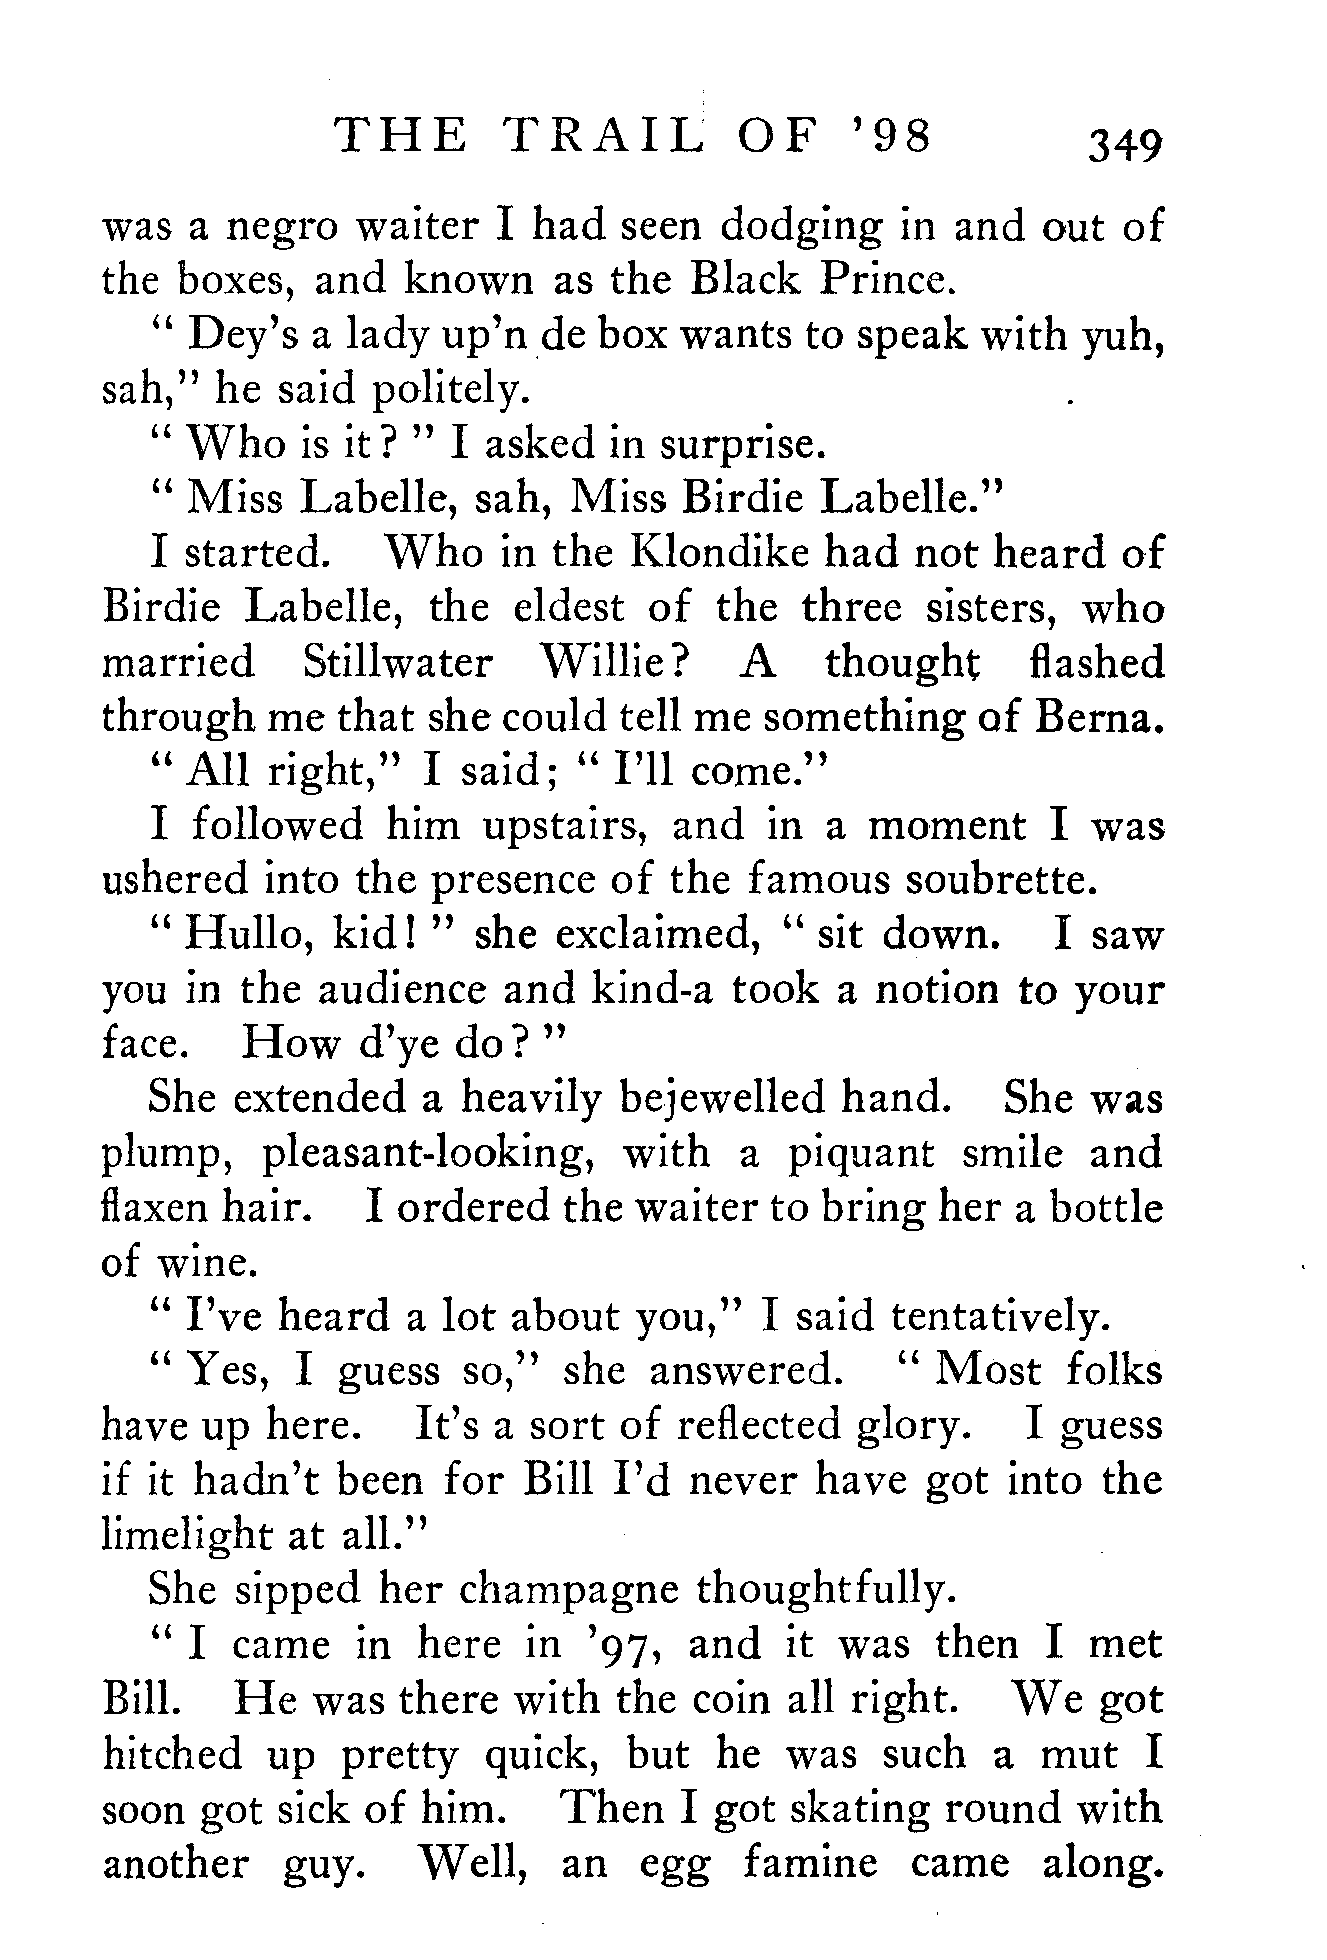 THE TRAIL OF '98 349
was a negro waiter I had seen dodging in and out of
the boxes, and known as the Black Prince.
" Dey's a lady up'n de box wants to speak with yuh,
sah," he said politely.
" Who is it? " I asked in surprise.
" Miss Labelle, sah, Miss Birdie Labelle."
I started. Who in the Klondike had not heard of
Birdie Labelle, the eldest of the three sisters, who
married Stillwater Willie? A thought flashed
through me that she could tell me something of Berna.
" All right," I said; " I'll come."
I followed him upstairs, and in a moment I was
ushered into the presence of the famous soubrette.
" Hullo, kid! " she exclaimed, " sit down. I saw
you in the audience and kind-a took a notion to your
face. How d'ye do? "
She extended a heavily bejewelled hand. She was
plump, pleasant-looking, with a piquant smile and
flaxen hair. I ordered the waiter to bring her a bottle
of wine.
" I've heard a lot about you," I said tentatively.
" Yes, I guess so," she answered. " Most folks
have up here. It's a sort of reflected glory. I guess
if it hadn't been for Bill I'd never have got into the
limelight at all."
She sipped her champagne thoughtfully.
" I came in here in '97, and it was then I met
Bill. He was there with the coin all right. We got
hitched up pretty quick, but he was such a mut I
soon got sick of him. Then I got skating round with
another guy. Well, an egg famine came along.